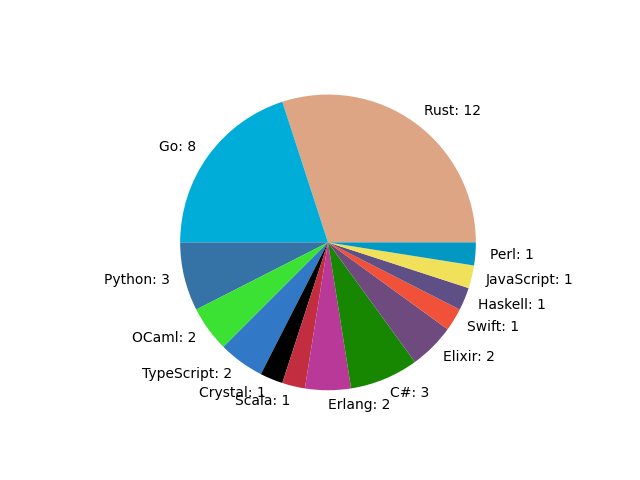 Rust: 12
Go: 8
Python: 3
OCaml: 2
TypeScript: 2
Crystal: 1
Scala: 1
Erlang: 2
C#: 3
Elixir: 2
Swift: 1
Haskell: 1
JavaScript: 1
Perl: 1